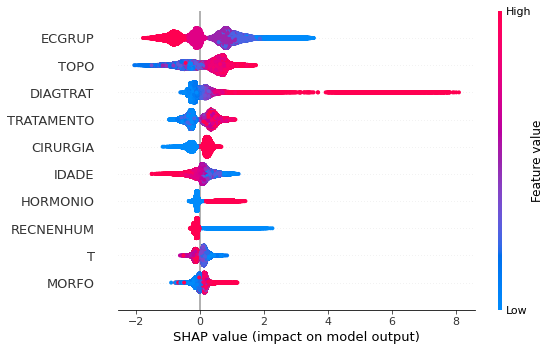 High
ECGRUP
TOPO
DIAGTRAT
TRATAMENTO
CIRURGIA
IDADE
HORMONIO
RECNENHUM
T
MORFO
Feature value
Low
−2 0 2 4 6 8
SHAP value (impact on model output)